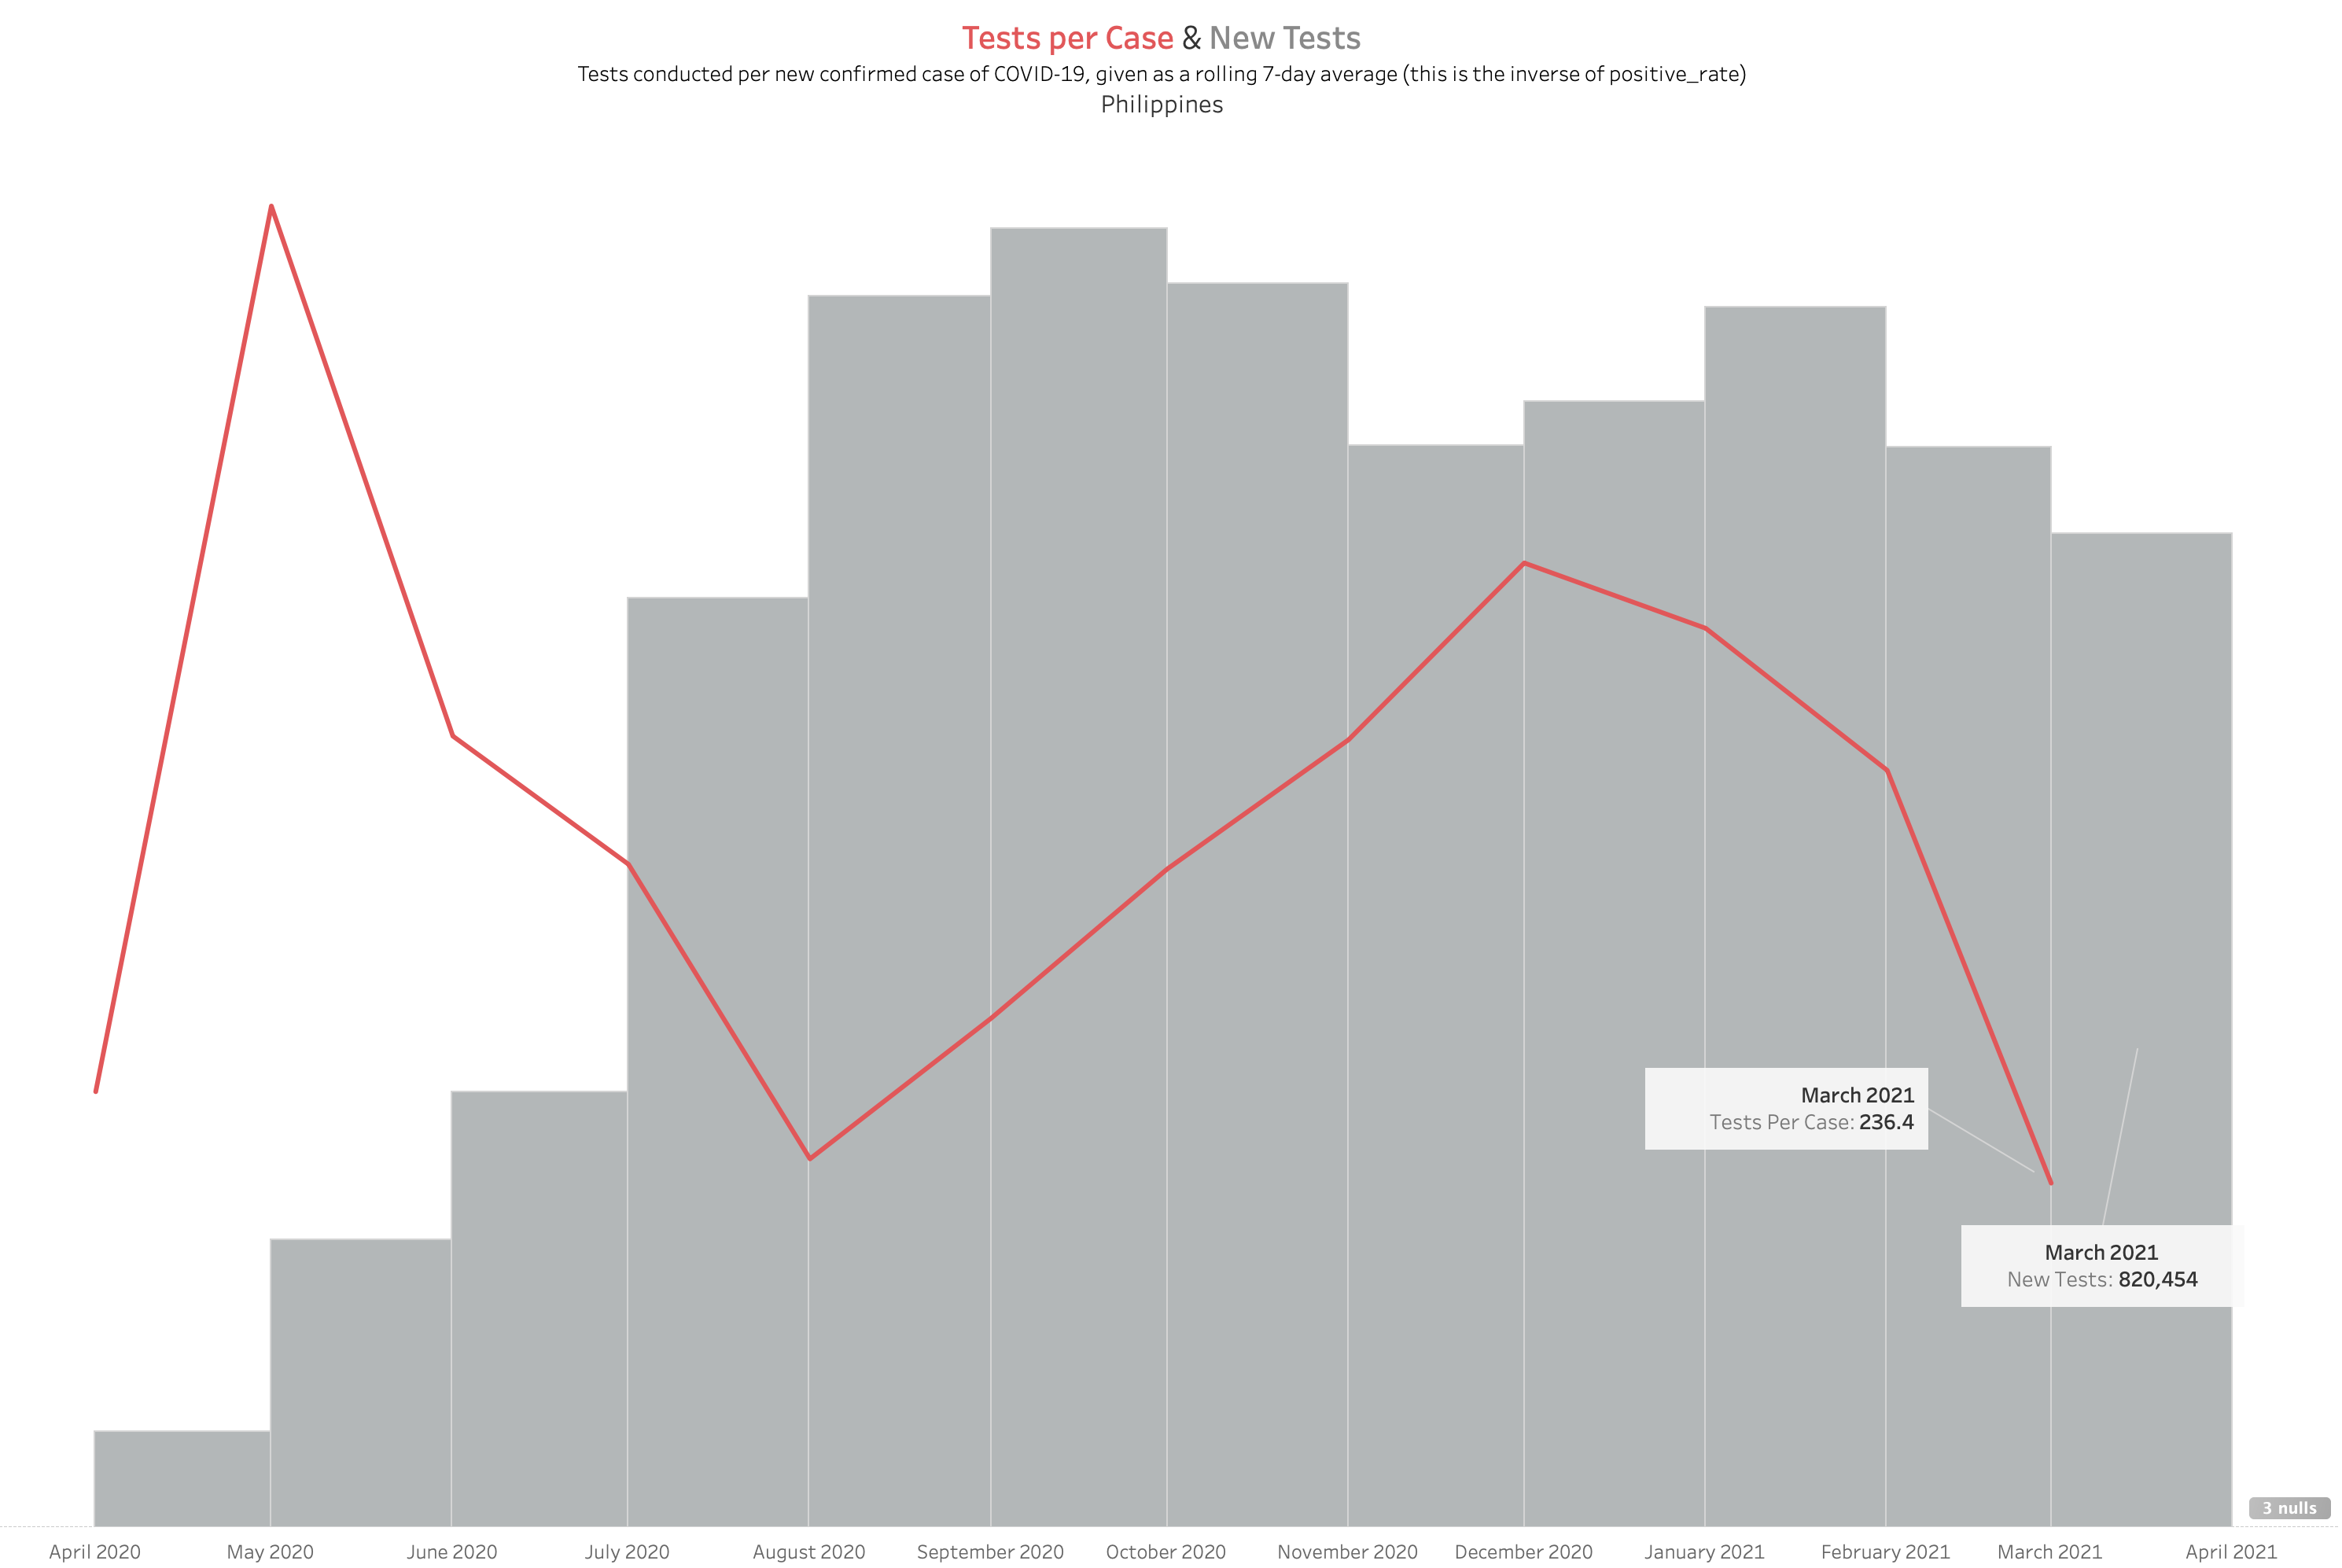 Tests per Case & New Tests
Tests conducted per new confirmed case of COVID-19, given as a rolling 7-day average (this is the inverse of positive_rate)
Philippines
March 2021
Tests Per Case: 236.4
March 2021
New Tests: 820,454
3 nulls
April 2020 May 2020 June 2020 July 2020 August 2020 September 2020 October 2020 November 2020 December 2020 January 2021 February 2021 March 2021 April 2021